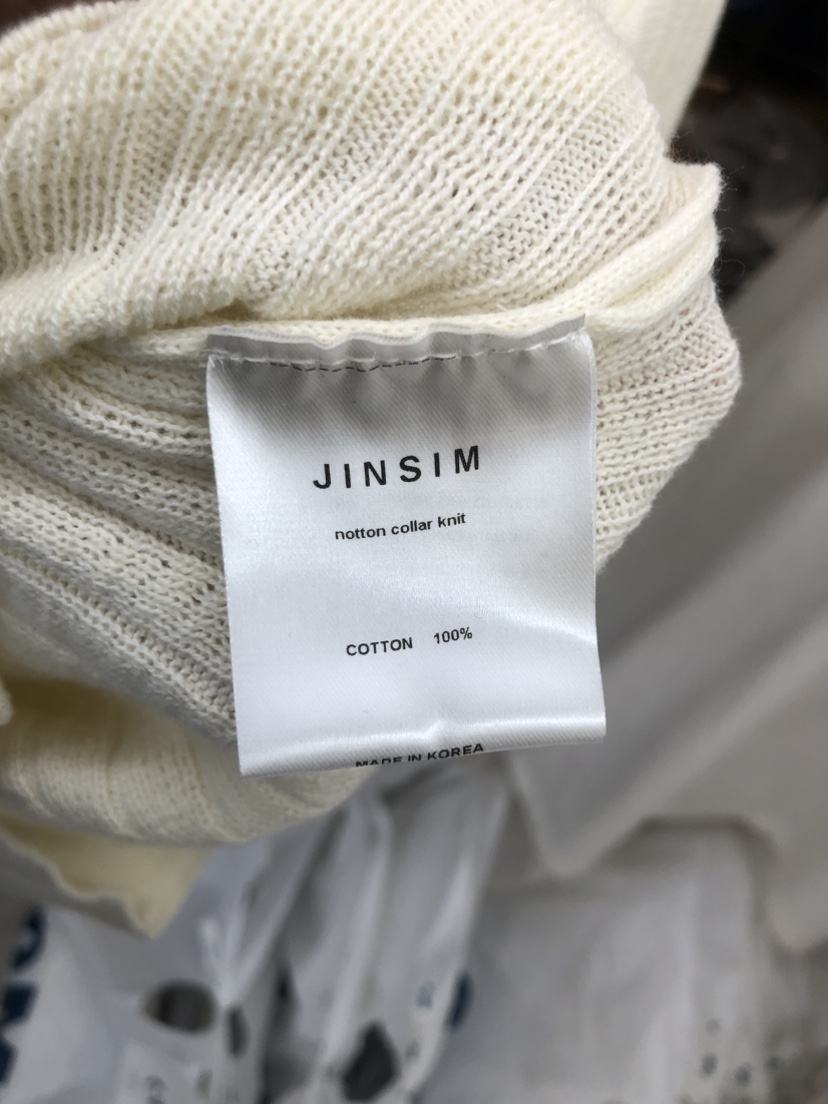 JINSIM
notton collar knit
COTTON 100%
MADE IN KOREA